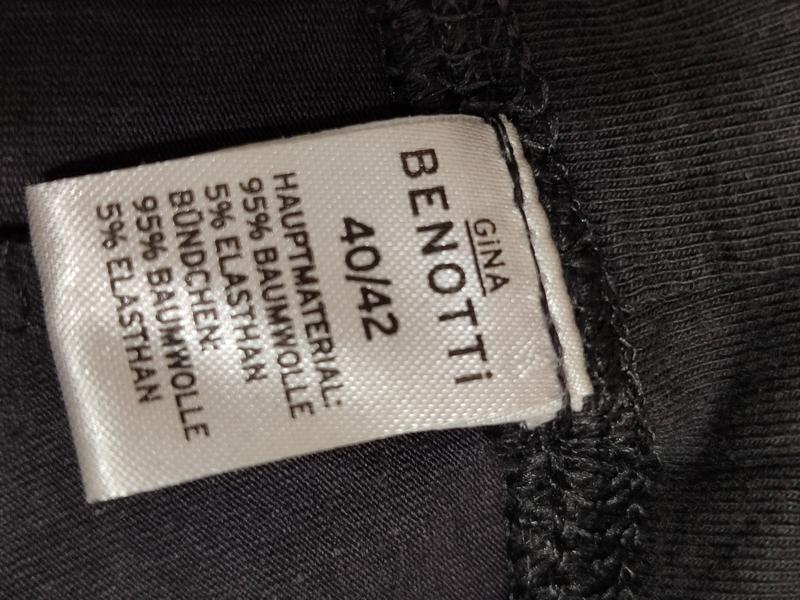 GiNA
BENOTTi
40/42
HAUPTMATERIAL:
95% BAUMWOLLE
5% ELASTHAN
BÜNDCHEN:
95% BAUMWOLLE
5% ELASTHAN